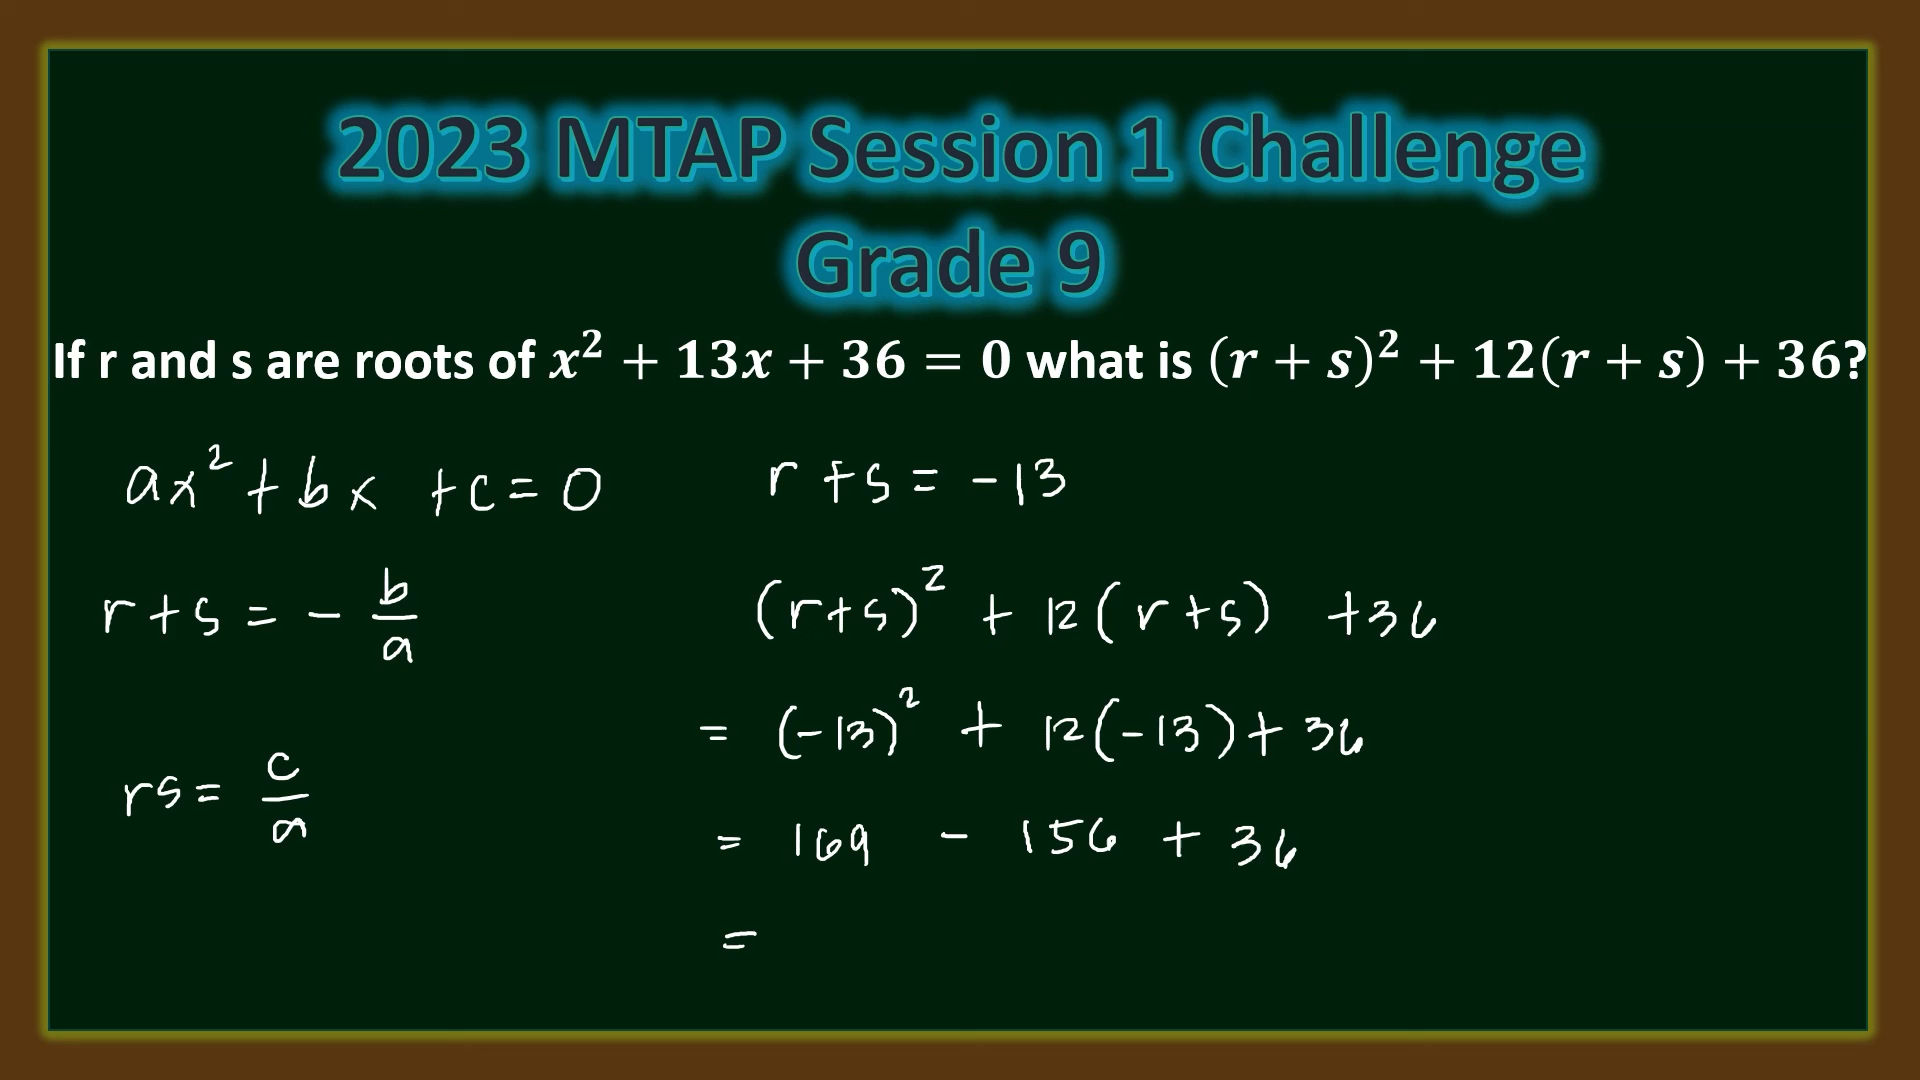 2023 MTAP Session 1 Challenge
Grade 9
If r and s are roots of x² + 13x + 36 = 0 what is (r + s)² + 12(r + s) + 36?
ax² + bx + c = 0
r + s = - b/a
rs = c/a
r + s = -13
(r+s)² + 12(r+s) + 36
= (-13)² + 12(-13) + 36
= 169 - 156 + 36
=